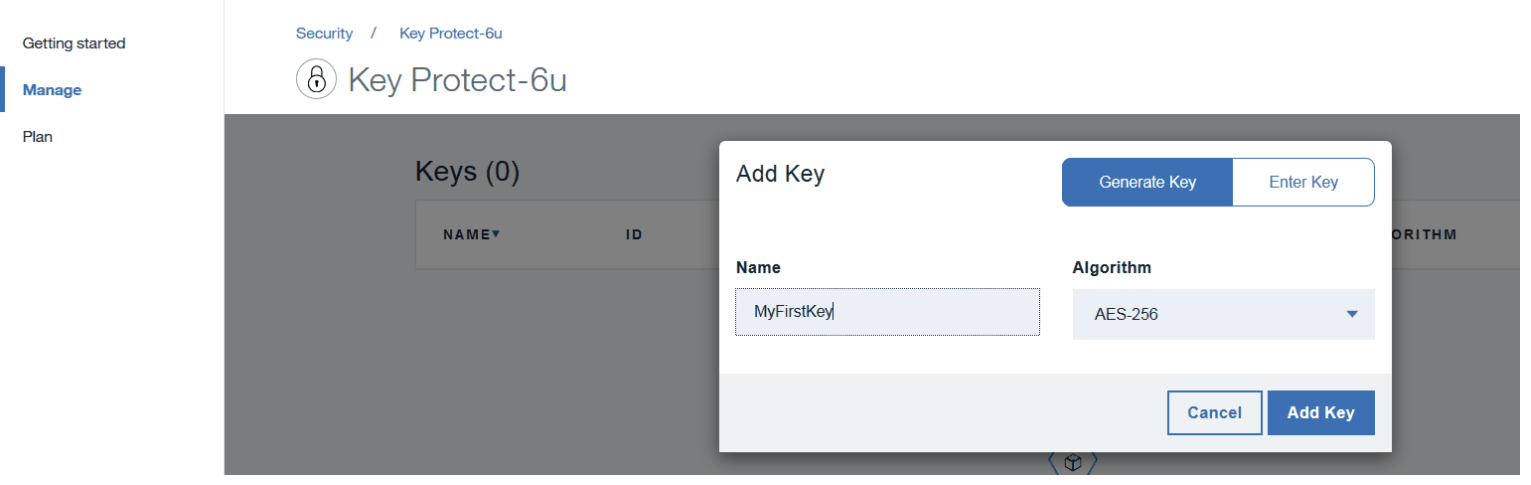 Getting started
Manage
Plan
Security / Key Protect-6u
Key Protect-6u
Keys (0)
NAME ID ORITHM
Add Key
Generate Key Enter Key
Name Algorithm
MyFirstKey AES-256
Cancel Add Key